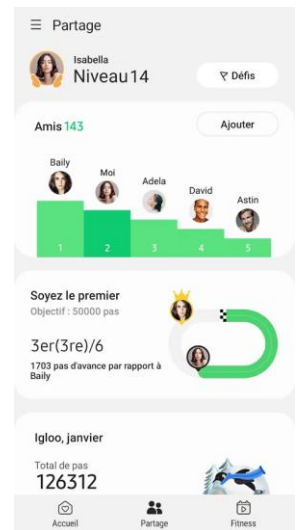 Partage
Isabella
Niveau14
Défis
Amis 143
Ajouter
Baily
Moi
Adela
David
Astin
1
2
3
4
5
Soyez le premier
Objectif : 50000 pas
3er(3re)/6
1703 pas d'avance par rapport à
Baily
Igloo, janvier
Total de pas
126312
Accueil
Partage
Fitness